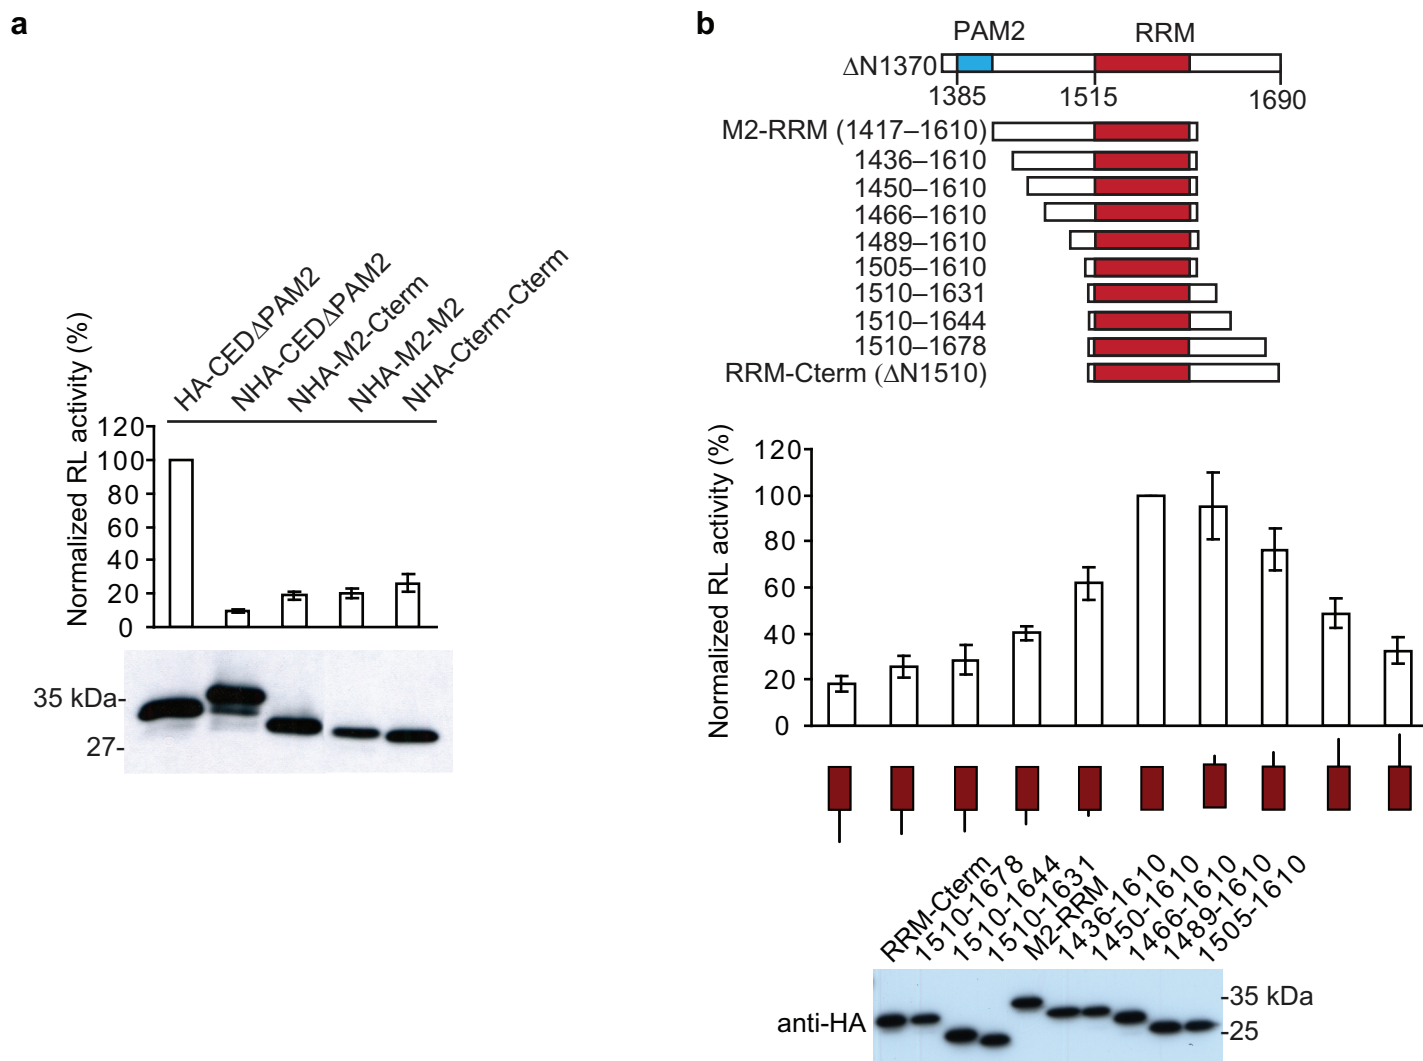 a
HA-CEDΔPAM2
NHA-CEDΔPAM2
NHA-M2-Cterm
NHA-M2-M2
NHA-Cterm-Cterm
Normalized RL activity (%)
120
100
80
60
40
20
0
35 kDa-
27-
b
PAM2 RRM
ΔN1370
1385 1515 1690
M2-RRM (1417–1610)
1436–1610
1450–1610
1466–1610
1489–1610
1505–1610
1510–1631
1510–1644
1510–1678
RRM-Cterm (ΔN1510)
Normalized RL activity (%)
120
100
80
60
40
20
0
RRM-Cterm
1510-1678
1510-1644
1510-1631
M2-RRM
1436-1610
1450-1610
1466-1610
1489-1610
1505-1610
anti-HA
-35 kDa
-25